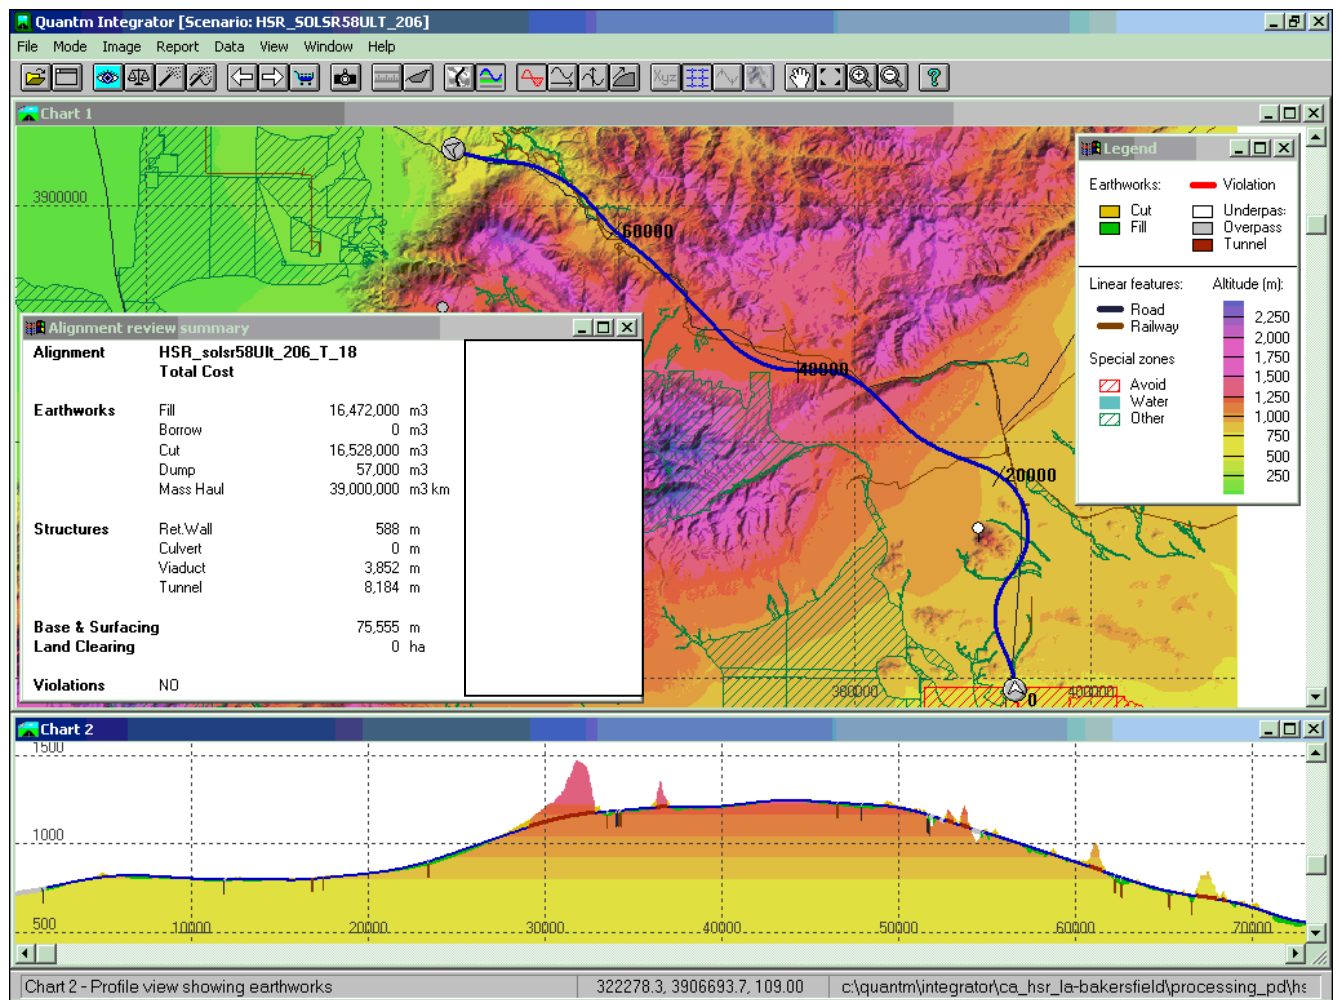 Quantm Integrator [Scenario: HSR_SOLSR58ULT_206]
File Mode Image Report Data View Window Help
Xyz
Chart 1
3900000
60000
40000
20000
380000
400000
0
Legend
Earthworks:
Violation
Cut
Underpas:
Fill
Overpass
Tunnel
Linear features:
Altitude (m):
Road
Railway
Special zones
Avoid
Water
Other
2,250
2,000
1,750
1,500
1,250
1,000
750
500
250
Alignment review summary
Alignment HSR_solsr58Ult_206_T_18
Total Cost
Earthworks Fill 16,472,000 m3
Borrow 0 m3
Cut 16,528,000 m3
Dump 57,000 m3
Mass Haul 39,000,000 m3 km
Structures Ret.Wall 588 m
Culvert 0 m
Viaduct 3,852 m
Tunnel 8,184 m
Base & Surfacing 75,555 m
Land Clearing 0 ha
Violations NO
Chart 2
1500
1000
500
10000 20000 30000 40000 50000 60000 70000
Chart 2 - Profile view showing earthworks 322278.3, 3906693.7, 109.00 c:\quantm\integrator\ca_hsr_la-bakersfield\processing_pd\hs